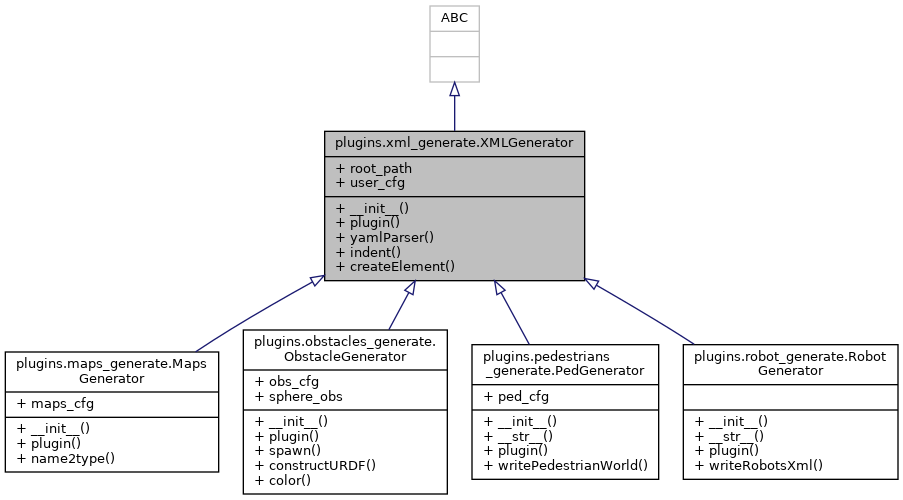 ABC
plugins.xml_generate.XMLGenerator
+ root_path
+ user_cfg
+ __init__()
+ plugin()
+ yamlParser()
+ indent()
+ createElement()
plugins.maps_generate.Maps
Generator
+ maps_cfg
+ __init__()
+ plugin()
+ name2type()
plugins.obstacles_generate.
ObstacleGenerator
+ obs_cfg
+ sphere_obs
+ __init__()
+ plugin()
+ spawn()
+ constructURDF()
+ color()
plugins.pedestrians
_generate.PedGenerator
+ ped_cfg
+ __init__()
+ __str__()
+ plugin()
+ writePedestrianWorld()
plugins.robot_generate.Robot
Generator
+ __init__()
+ __str__()
+ plugin()
+ writeRobotsXml()